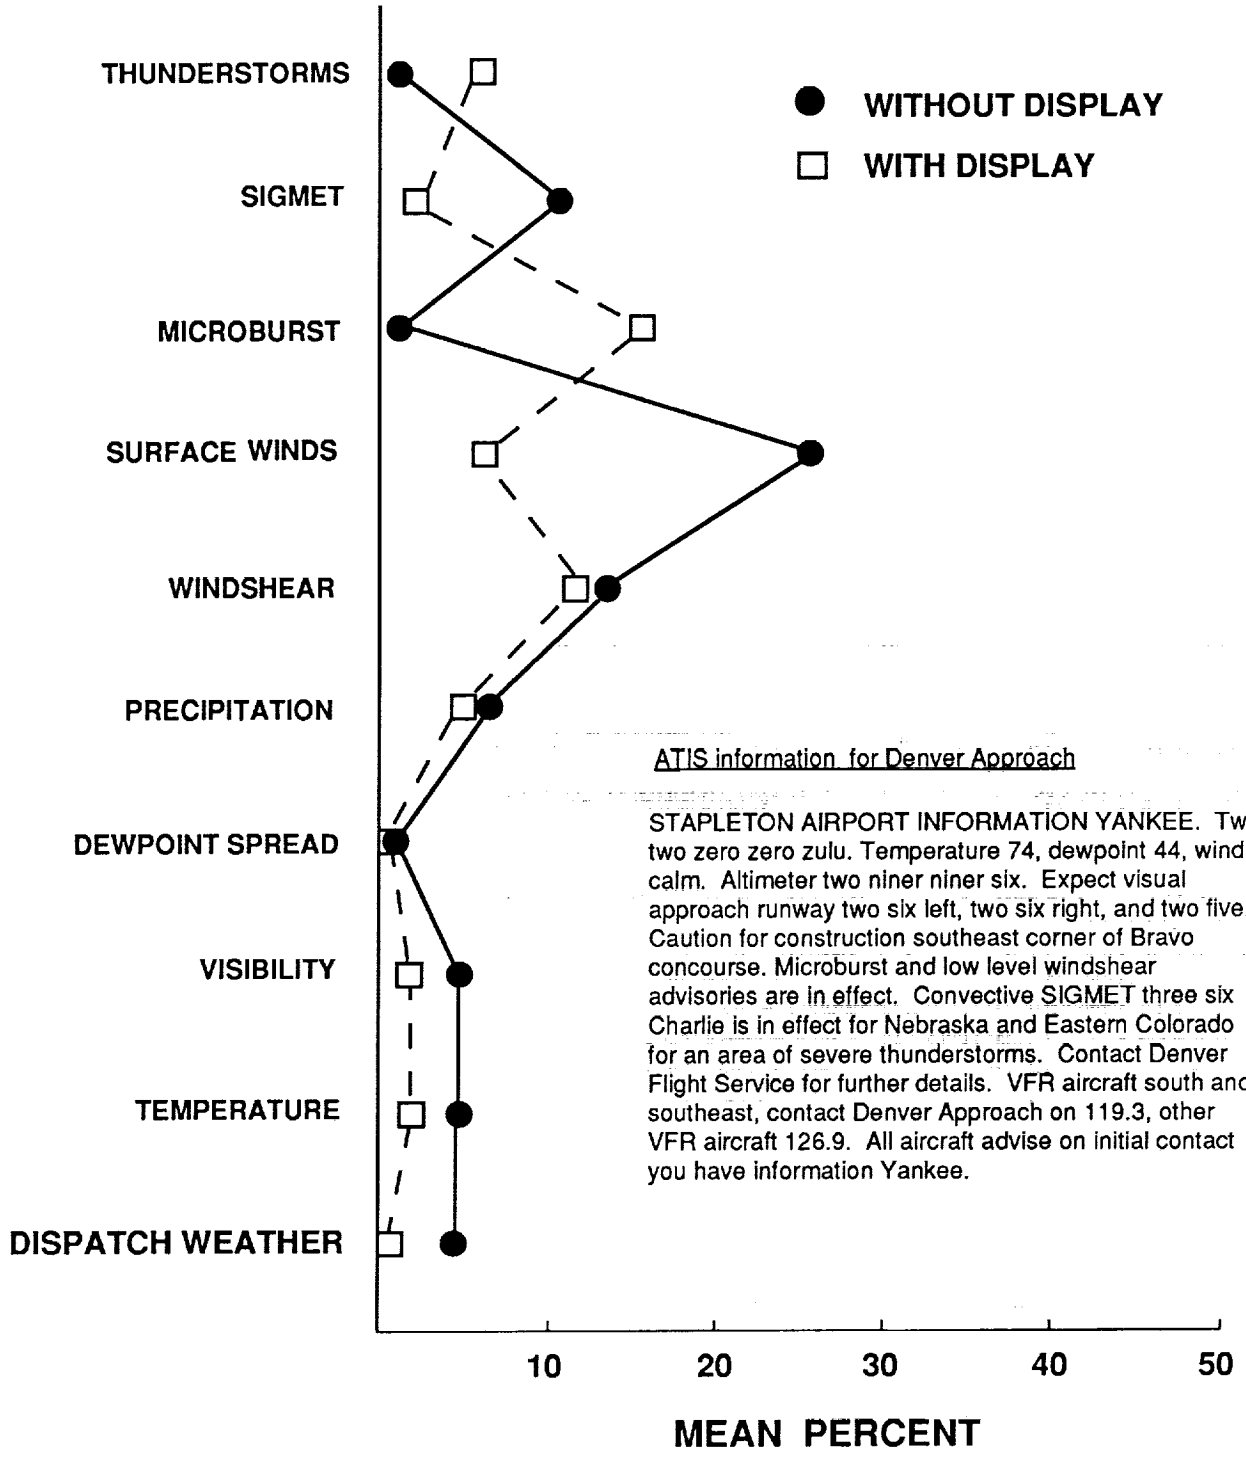 THUNDERSTORMS
WITHOUT DISPLAY
WITH DISPLAY
SIGMET
MICROBURST
SURFACE WINDS
WINDSHEAR
PRECIPITATION
DEWPOINT SPREAD
VISIBILITY
TEMPERATURE
DISPATCH WEATHER
ATIS information for Denver Approach
STAPLETON AIRPORT INFORMATION YANKEE. Tw
two zero zero zulu. Temperature 74, dewpoint 44, wind
calm. Altimeter two niner niner six. Expect visual
approach runway two six left, two six right, and two five
Caution for construction southeast corner of Bravo
concourse. Microburst and low level windshear
advisories are in effect. Convective SIGMET three six
Charlie is in effect for Nebraska and Eastern Colorado
for an area of severe thunderstorms. Contact Denver
Flight Service for further details. VFR aircraft south and
southeast, contact Denver Approach on 119.3, other
VFR aircraft 126.9. All aircraft advise on initial contact
you have information Yankee.
10 20 30 40 50
MEAN PERCENT